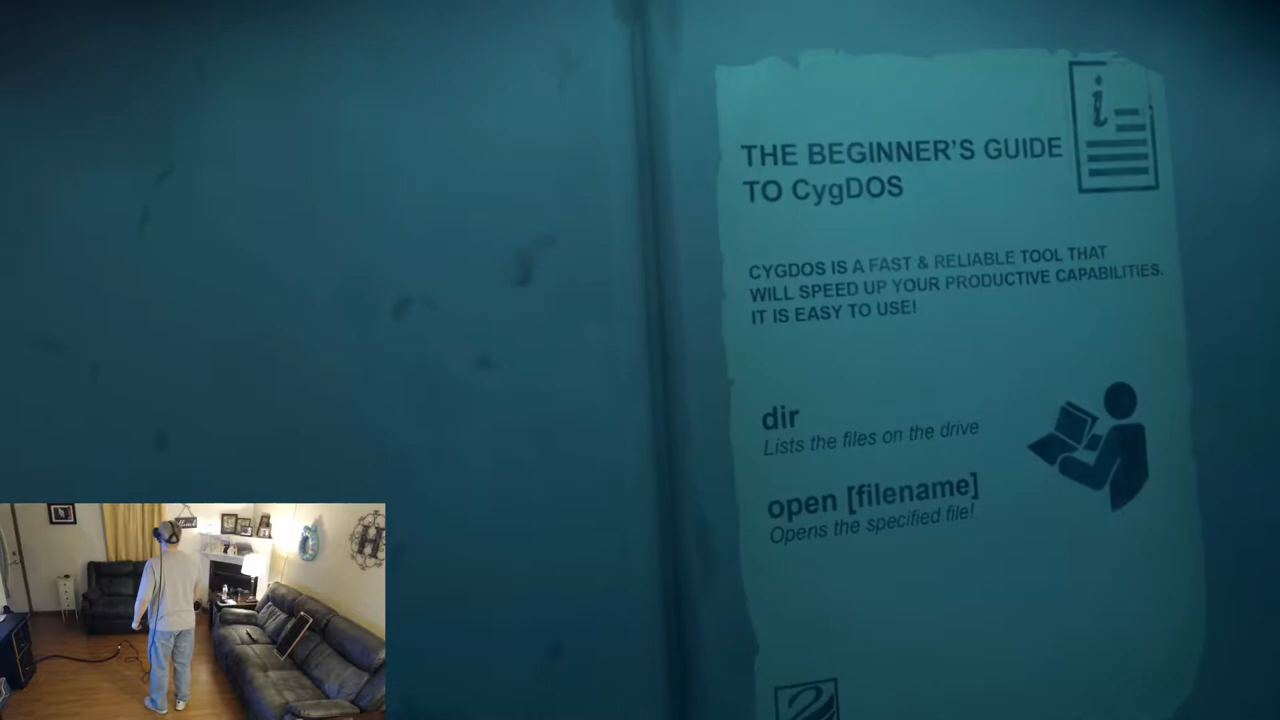 THE BEGINNER'S GUIDE
TO CygDOS
CYGDOS IS A FAST & RELIABLE TOOL THAT
WILL SPEED UP YOUR PRODUCTIVE CAPABILITIES.
IT IS EASY TO USE!
dir
Lists the files on the drive
open [filename]
Opens the specified file!
i
H